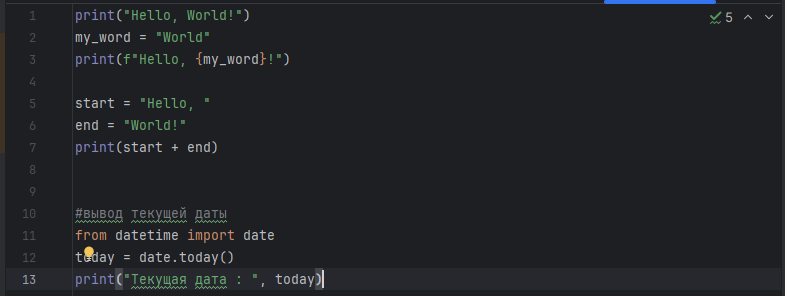 5
1 print("Hello, World!")
2 my_word = "World"
3 print(f"Hello, {my_word}!")
4
5 start = "Hello, "
6 end = "World!"
7 print(start + end)
8
9
10 #вывод текущей даты
11 from datetime import date
12 today = date.today()
13 print("Текущая дата : ", today)